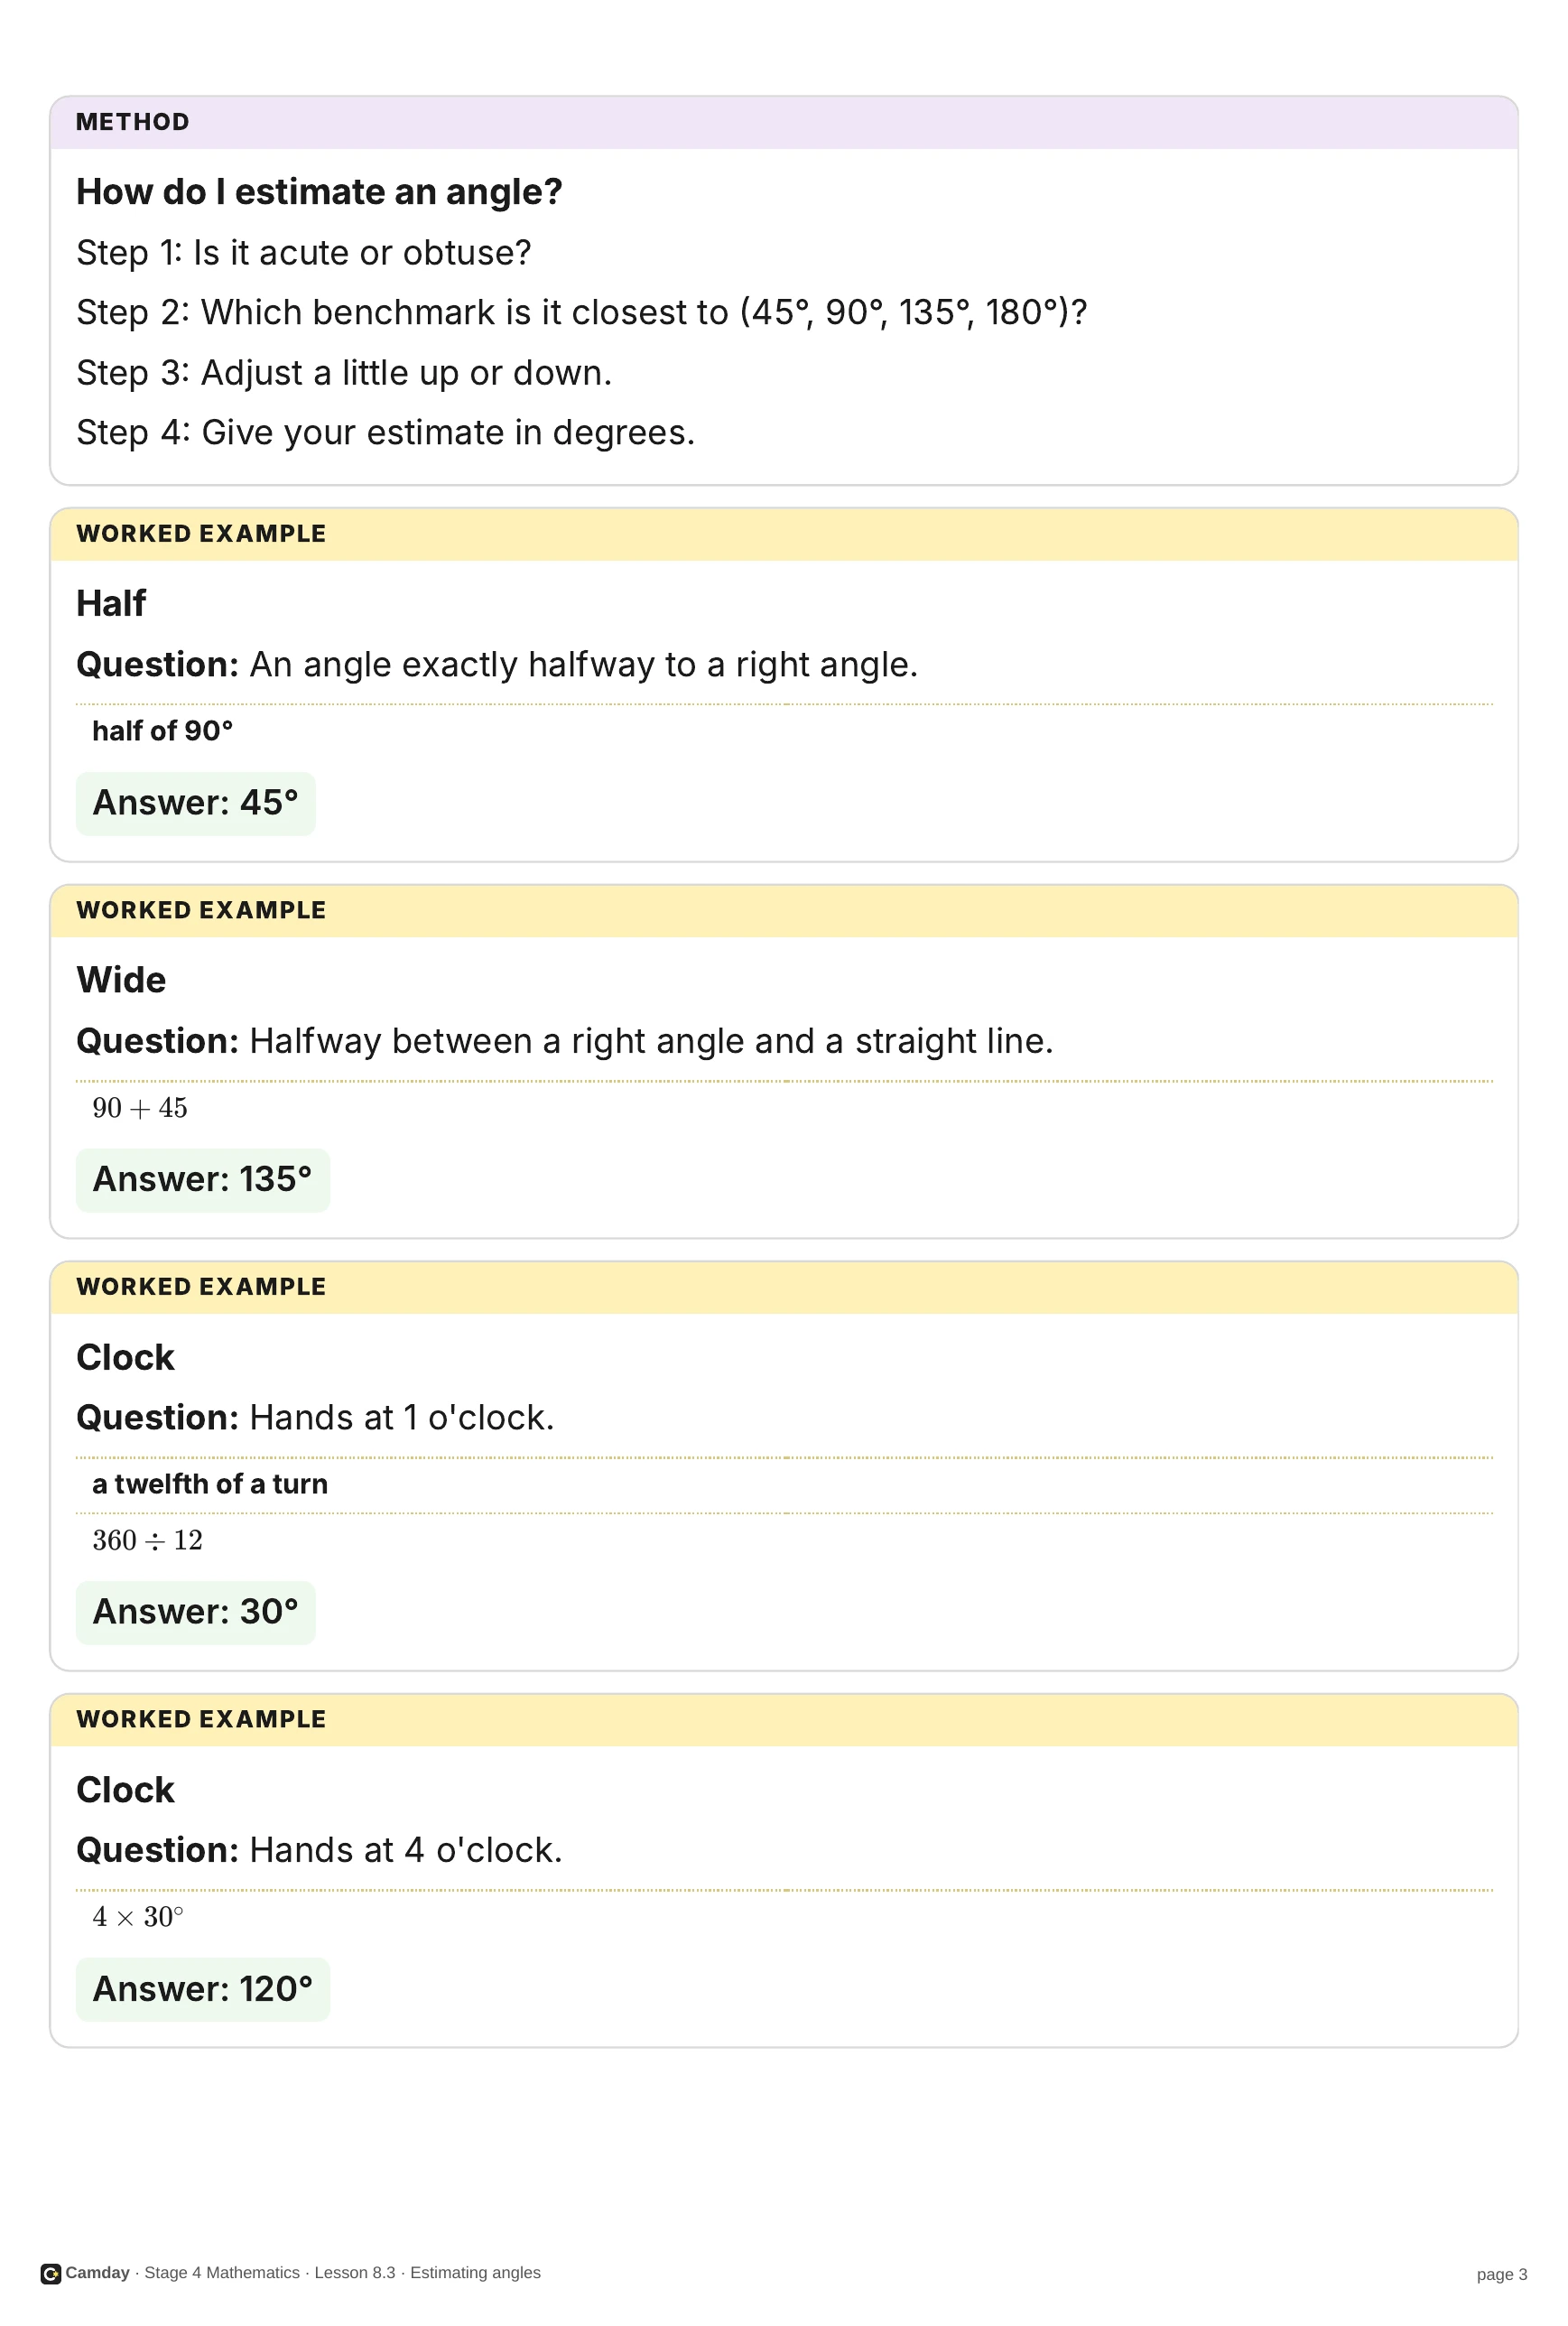 METHOD
How do I estimate an angle?
Step 1: Is it acute or obtuse?
Step 2: Which benchmark is it closest to (45°, 90°, 135°, 180°)?
Step 3: Adjust a little up or down.
Step 4: Give your estimate in degrees.
WORKED EXAMPLE
Half
Question: An angle exactly halfway to a right angle.
half of 90°
Answer: 45°
WORKED EXAMPLE
Wide
Question: Halfway between a right angle and a straight line.
90 + 45
Answer: 135°
WORKED EXAMPLE
Clock
Question: Hands at 1 o'clock.
a twelfth of a turn
360 ÷ 12
Answer: 30°
WORKED EXAMPLE
Clock
Question: Hands at 4 o'clock.
4 × 30°
Answer: 120°
Camday · Stage 4 Mathematics · Lesson 8.3 · Estimating angles
page 3